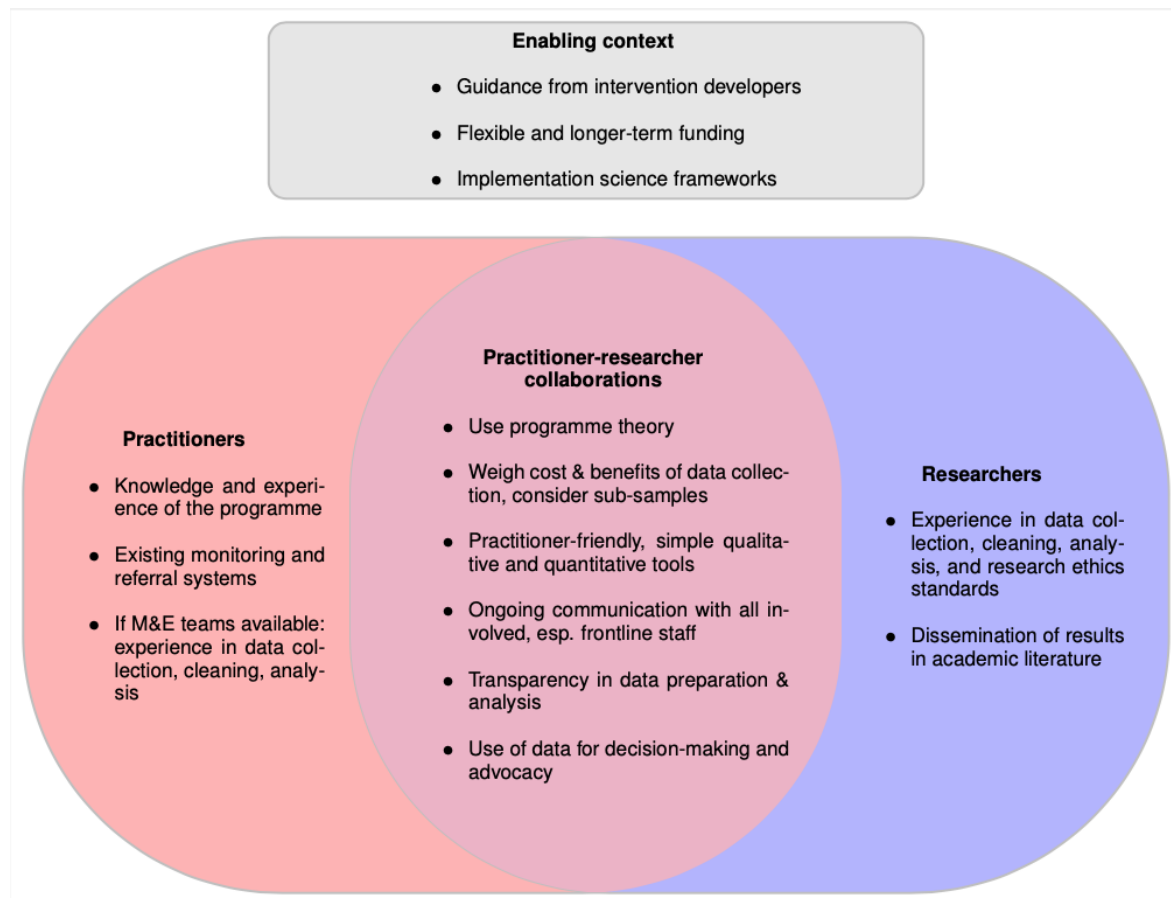 Enabling context
● Guidance from intervention developers
● Flexible and longer-term funding
● Implementation science frameworks
Practitioners
● Knowledge and experi-
ence of the programme
● Existing monitoring and
referral systems
● If M&E teams available:
experience in data col-
lection, cleaning, analy-
sis
Practitioner-researcher
collaborations
● Use programme theory
● Weigh cost & benefits of data collec-
tion, consider sub-samples
● Practitioner-friendly, simple qualita-
tive and quantitative tools
● Ongoing communication with all in-
volved, esp. frontline staff
● Transparency in data preparation &
analysis
● Use of data for decision-making and
advocacy
Researchers
● Experience in data col-
lection, cleaning, analy-
sis, and research ethics
standards
● Dissemination of results
in academic literature